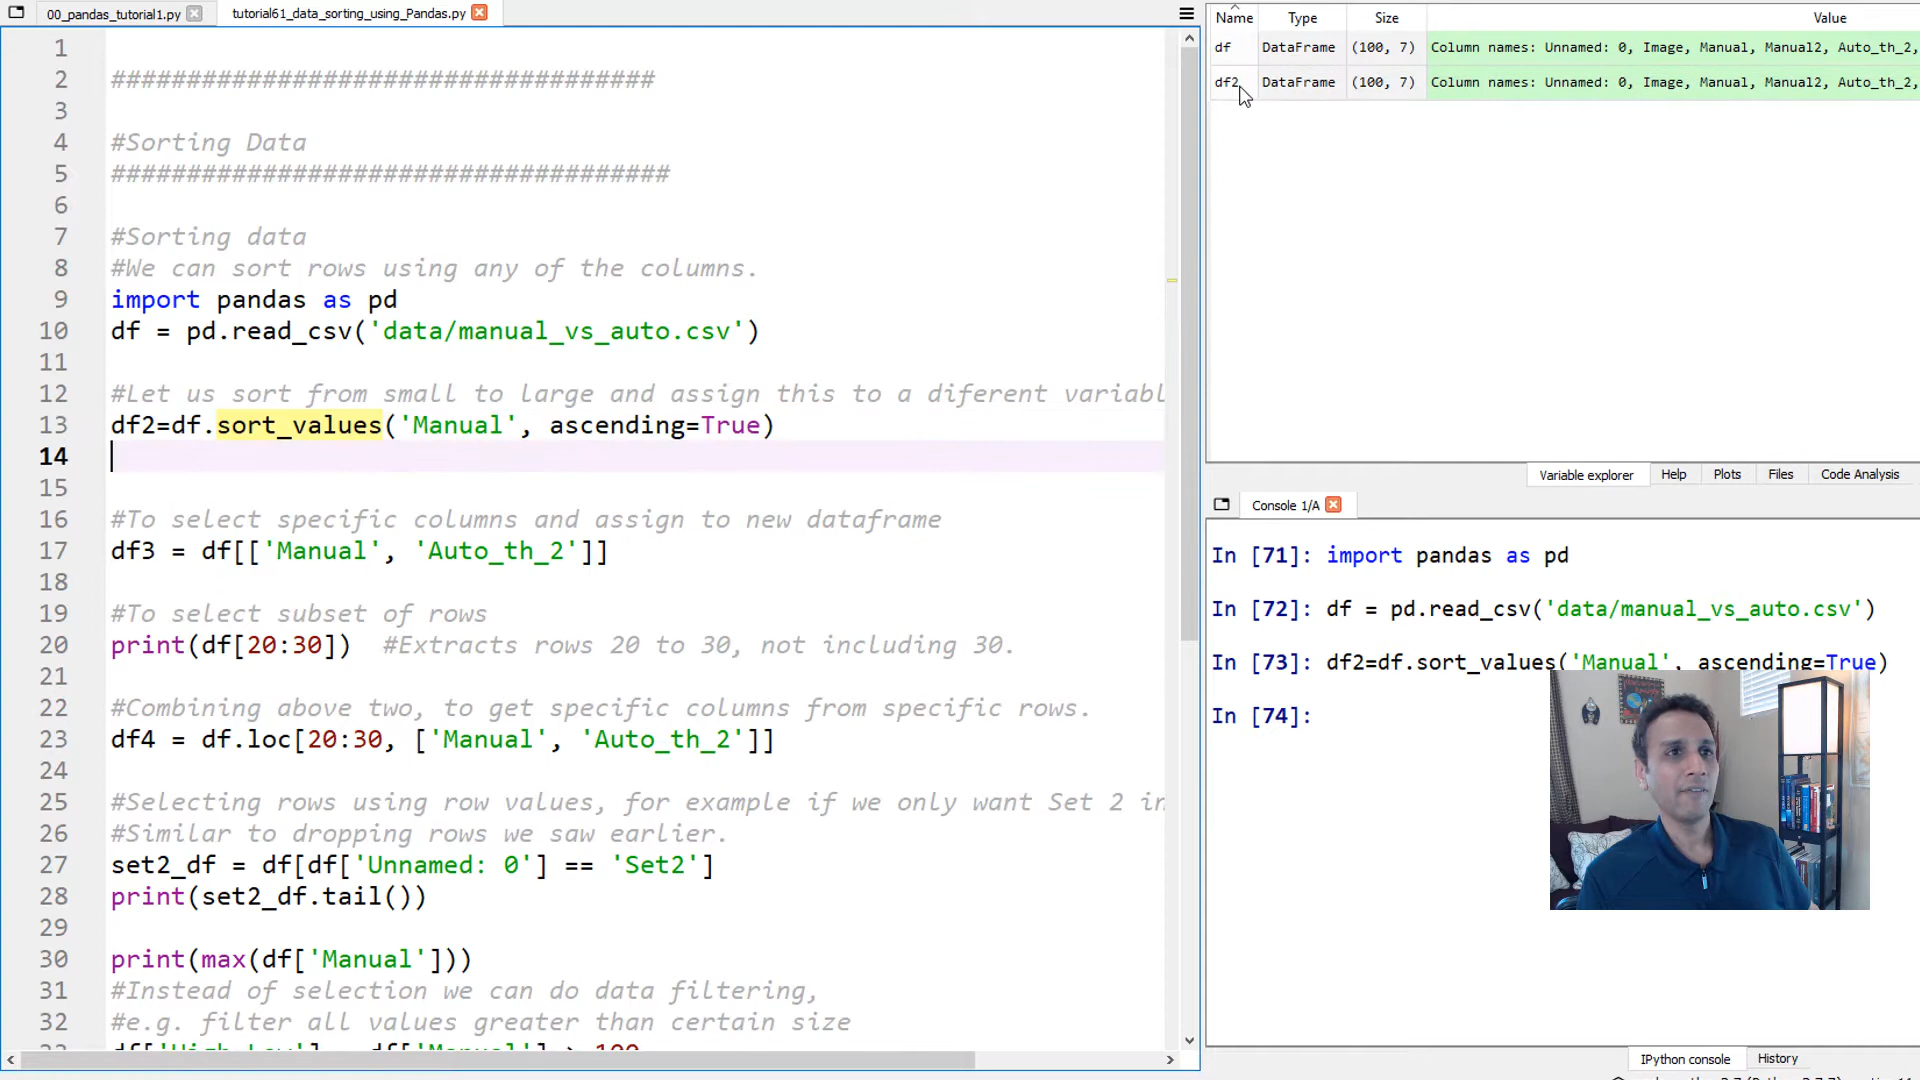 00_pandas_tutorial1.py
tutorial61_data_sorting_using_Pandas.py
1
2 ####################################
3
4 #Sorting Data
5 #####################################
6
7 #Sorting data
8 #We can sort rows using any of the columns.
9 import pandas as pd
10 df = pd.read_csv('data/manual_vs_auto.csv')
11
12 #Let us sort from small to large and assign this to a diferent variabl
13 df2=df.sort_values('Manual', ascending=True)
14
15
16 #To select specific columns and assign to new dataframe
17 df3 = df[['Manual', 'Auto_th_2']]
18
19 #To select subset of rows
20 print(df[20:30])  #Extracts rows 20 to 30, not including 30.
21
22 #Combining above two, to get specific columns from specific rows.
23 df4 = df.loc[20:30, ['Manual', 'Auto_th_2']]
24
25 #Selecting rows using row values, for example if we only want Set 2 in
26 #Similar to dropping rows we saw earlier.
27 set2_df = df[df['Unnamed: 0'] == 'Set2']
28 print(set2_df.tail())
29
30 print(max(df['Manual']))
31 #Instead of selection we can do data filtering,
32 #e.g. filter all values greater than certain size
Name Type Size Value
df DataFrame (100, 7) Column names: Unnamed: 0, Image, Manual, Manual2, Auto_th_2,
df2 DataFrame (100, 7) Column names: Unnamed: 0, Image, Manual, Manual2, Auto_th_2,
Variable explorer Help Plots Files Code Analysis
Console 1/A
In [71]: import pandas as pd
In [72]: df = pd.read_csv('data/manual_vs_auto.csv')
In [73]: df2=df.sort_values('Manual', ascending=True)
In [74]:
IPython console History